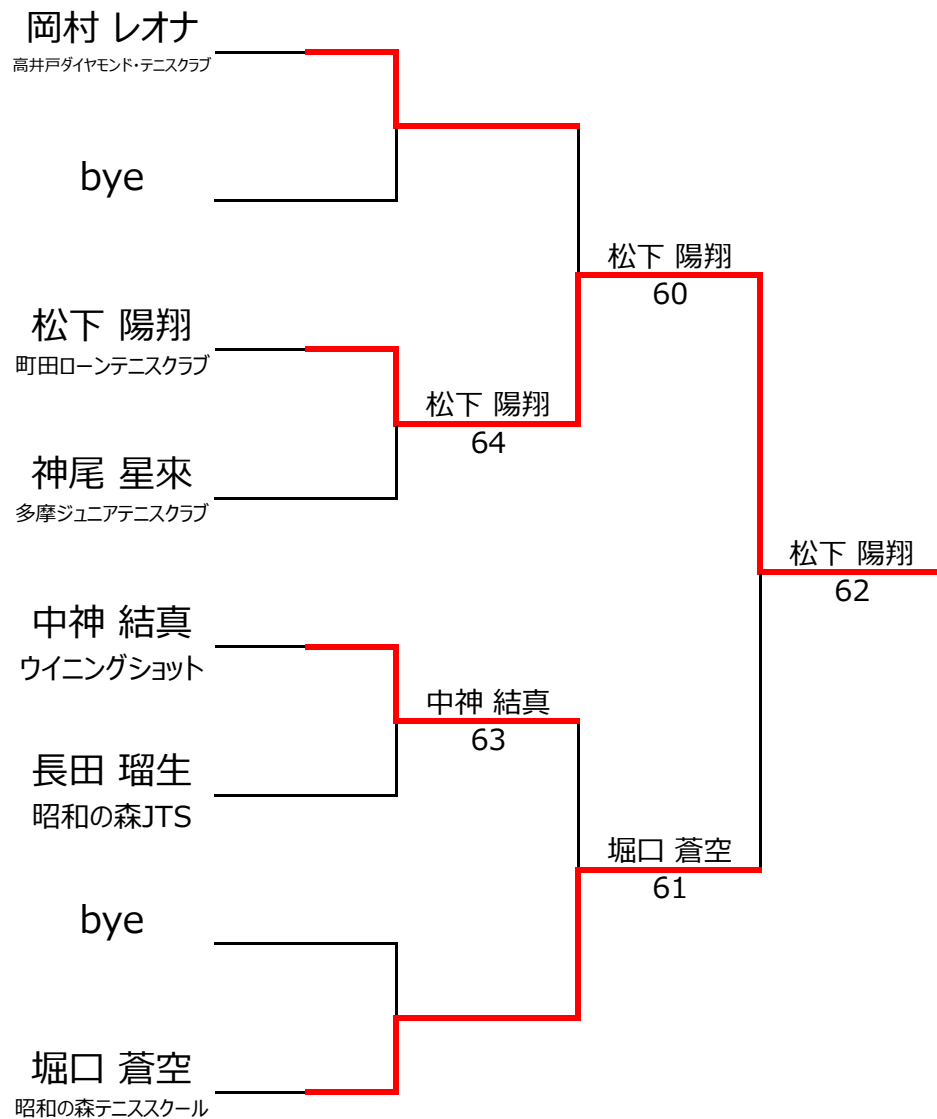 岡村 レオナ
高井戸ダイヤモンド・テニスクラブ
bye
松下 陽翔
町田ローンテニスクラブ
神尾 星來
多摩ジュニアテニスクラブ
中神 結真
ウイニングショット
長田 瑠生
昭和の森JTS
bye
堀口 蒼空
昭和の森テニススクール
松下 陽翔
64
中神 結真
63
松下 陽翔
60
堀口 蒼空
61
松下 陽翔
62